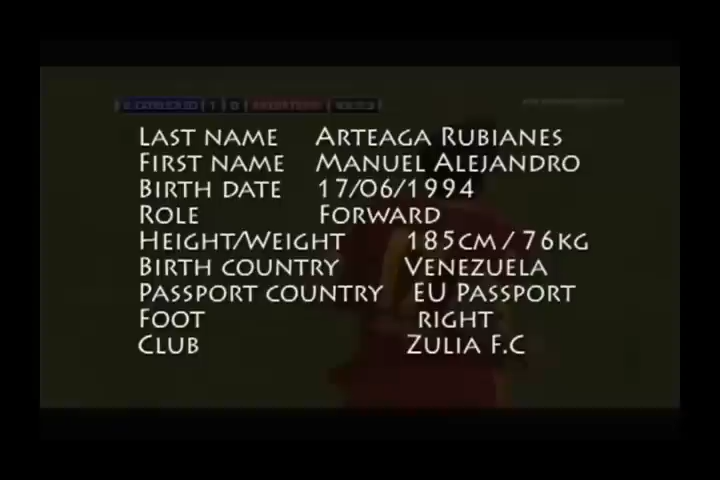 Last name Arteaga Rubianes
First name Manuel Alejandro
Birth date 17/06/1994
Role Forward
Height/Weight 185cm / 76kg
Birth country Venezuela
Passport country EU Passport
Foot right
Club Zulia F.C